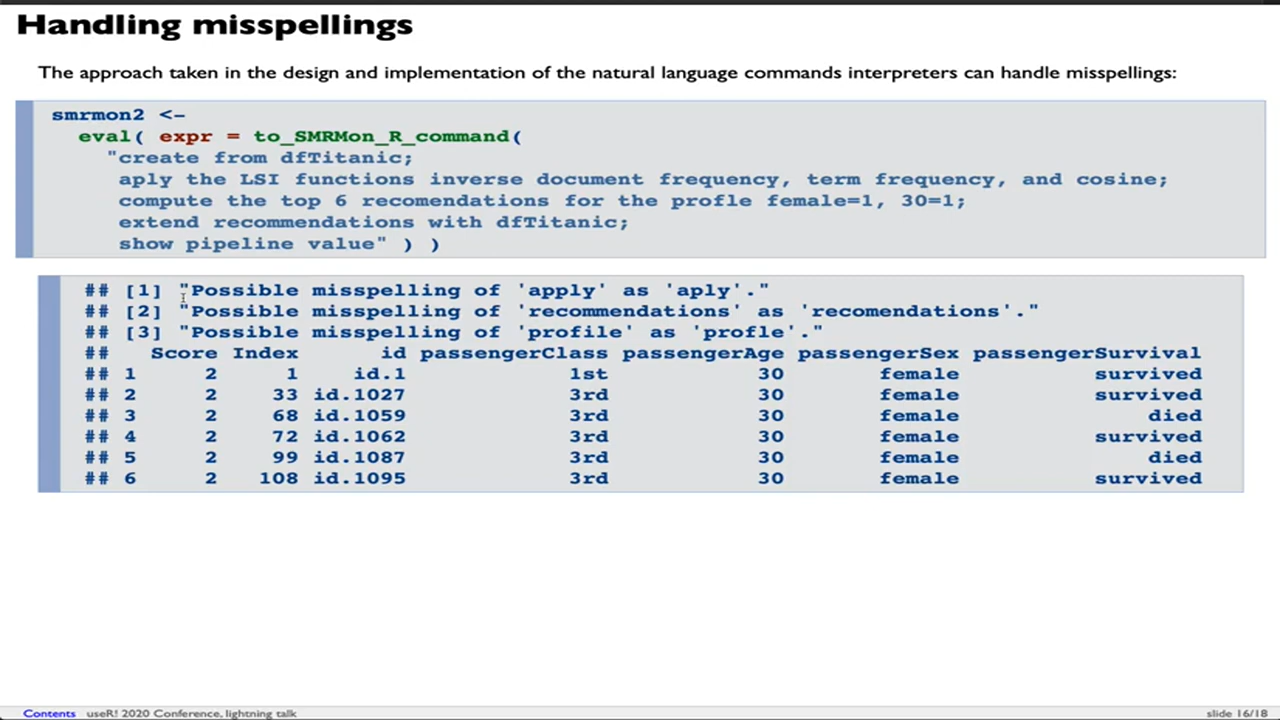 Handling misspellings
The approach taken in the design and implementation of the natural language commands interpreters can handle misspellings:
smrmon2 <-
eval( expr = to_SMRMon_R_command(
"create from dfTitanic;
aply the LSI functions inverse document frequency, term frequency, and cosine;
compute the top 6 recomendations for the profle female=1, 30=1;
extend recommendations with dfTitanic;
show pipeline value" ) )
## [1] "Possible misspelling of 'apply' as 'aply'."
## [2] "Possible misspelling of 'recommendations' as 'recomendations'."
## [3] "Possible misspelling of 'profile' as 'profle'."
## Score Index id passengerClass passengerAge passengerSex passengerSurvival
## 1 2 1 id.1 1st 30 female survived
## 2 2 33 id.1027 3rd 30 female survived
## 3 2 68 id.1059 3rd 30 female died
## 4 2 72 id.1062 3rd 30 female survived
## 5 2 99 id.1087 3rd 30 female died
## 6 2 108 id.1095 3rd 30 female survived
Contents useR! 2020 Conference, lightning talk slide 16/18